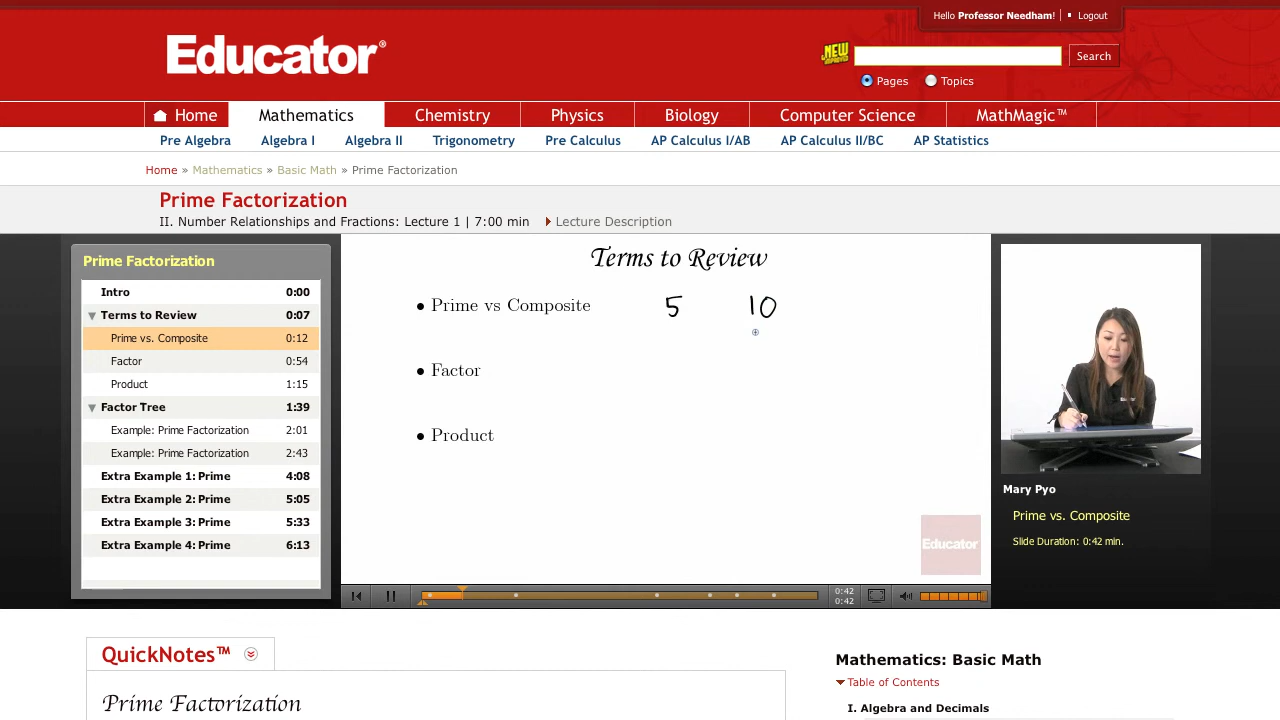 Hello Professor Needham! Logout
Educator®
NEW
Search
Pages Topics
Home Mathematics Chemistry Physics Biology Computer Science MathMagic™
Pre Algebra Algebra I Algebra II Trigonometry Pre Calculus AP Calculus I/AB AP Calculus II/BC AP Statistics
Home » Mathematics » Basic Math » Prime Factorization
Prime Factorization
II. Number Relationships and Fractions: Lecture 1 | 7:00 min Lecture Description
Prime Factorization
Intro 0:00
Terms to Review 0:07
Prime vs. Composite 0:12
Factor 0:54
Product 1:15
Factor Tree 1:39
Example: Prime Factorization 2:01
Example: Prime Factorization 2:43
Extra Example 1: Prime 4:08
Extra Example 2: Prime 5:05
Extra Example 3: Prime 5:33
Extra Example 4: Prime 6:13
Terms to Review
• Prime vs Composite 5 10
• Factor
• Product
Educator
0:42
0:42
Mary Pyo
Prime vs. Composite
Slide Duration: 0:42 min.
QuickNotes™
Prime Factorization
Mathematics: Basic Math
Table of Contents
I. Algebra and Decimals